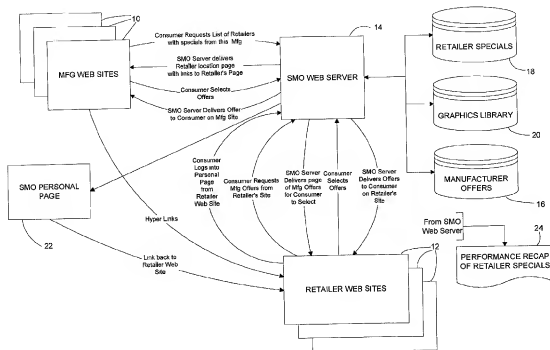 10
Consumer Requests List of Retailers
with specials from this Mfg
14
MFG WEB SITES
SMO Server delivers
Retailer location page
with links to Retailer's Page
Consumer Selects
Offers
SMO Server Delivers Offer
to Consumer on Mfg Site
SMO WEB SERVER
RETAILER SPECIALS
18
GRAPHICS LIBRARY
20
MANUFACTURER
OFFERS
16
Consumer
Logs into
Personal
Page
from
Retailer
Web Site
Consumer Requests
Mfg Offers from
Retailer's Site
SMO Server
Delivers page
of Mfg Offers
for Consumer
to Select
Consumer
Selects
Offers
SMO Server
Delivers Offers
to Consumer
on Retailer's
Site
SMO PERSONAL
PAGE
22
Hyper Links
Link back to
Retailer Web
Site
12
RETAILER WEB SITES
From SMO
Web Server
24
PERFORMANCE RECAP
OF RETAILER SPECIALS